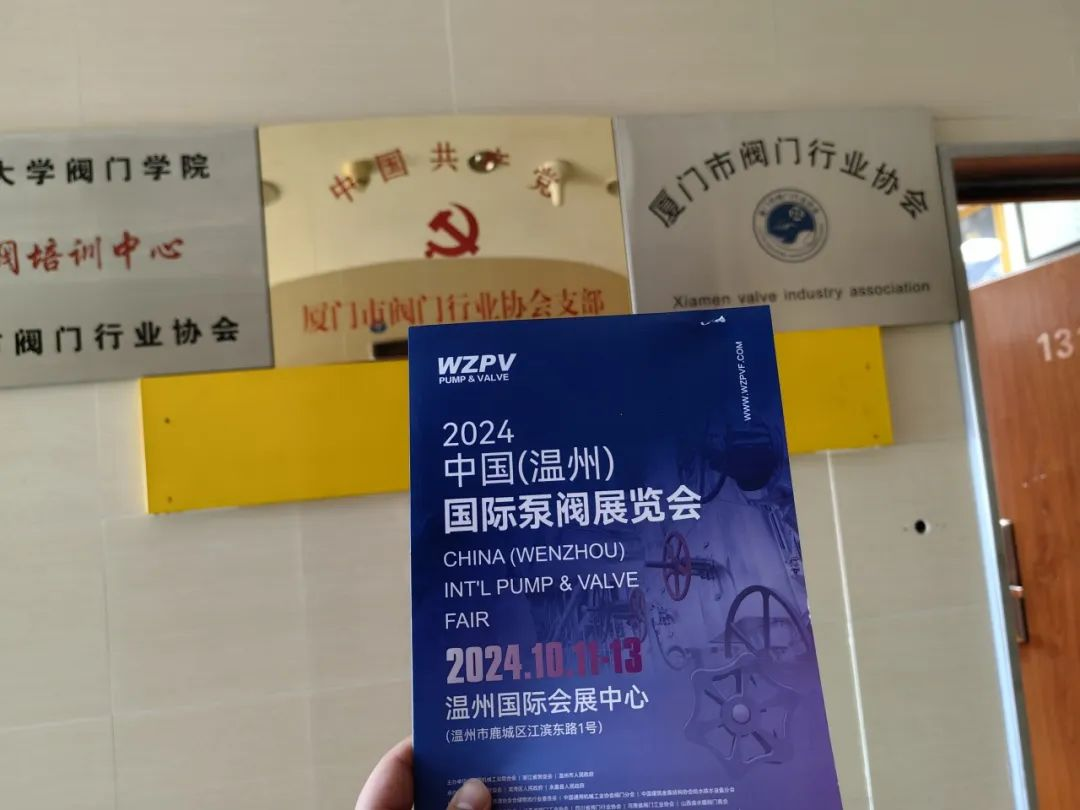 大学阀门学院
阀培训中心
阀门行业协会
中国共产党
厦门市阀门行业协会支部
厦门市阀门行业协会
Xiamen valve industry association
13
WZPV
PUMP & VALVE
WWW.WZPVF.COM
2024
中国(温州)
国际泵阀展览会
CHINA (WENZHOU)
INT'L PUMP & VALVE
FAIR
2024.10.11-13
温州国际会展中心
(温州市鹿城区江滨东路1号)